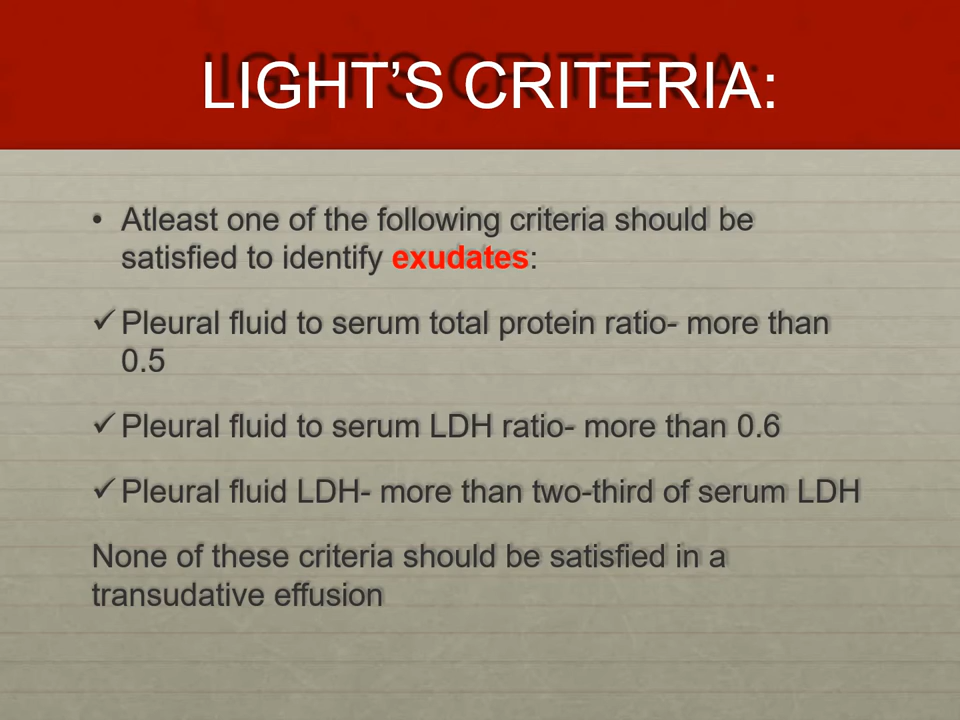 LIGHT’S CRITERIA:
• Atleast one of the following criteria should be
satisfied to identify exudates:
✓ Pleural fluid to serum total protein ratio- more than
0.5
✓ Pleural fluid to serum LDH ratio- more than 0.6
✓ Pleural fluid LDH- more than two-third of serum LDH
None of these criteria should be satisfied in a
transudative effusion